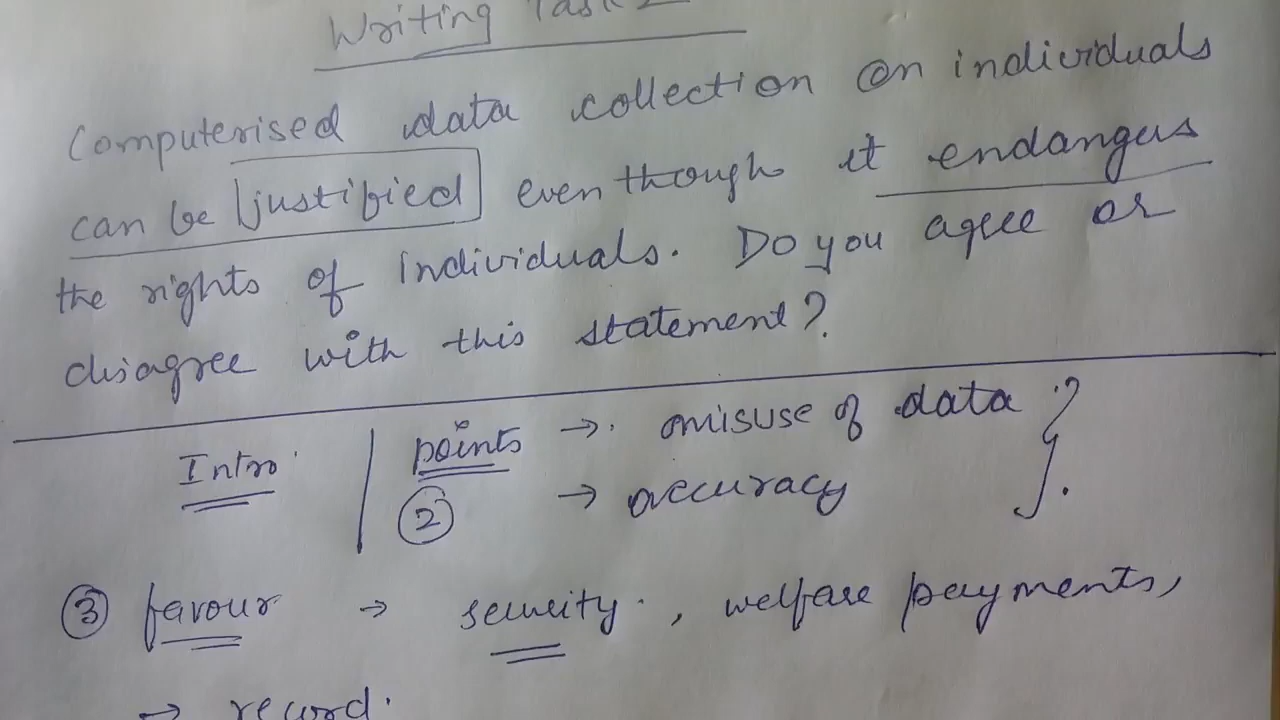 Writing Task 2
Computerised data collection on individuals
can be justified even though it endangers
the rights of individuals. Do you agree or
disagree with this statement?
Intro. | points → misuse of data }
② → accuracy
③ favour → security, welfare payments,
→ record.